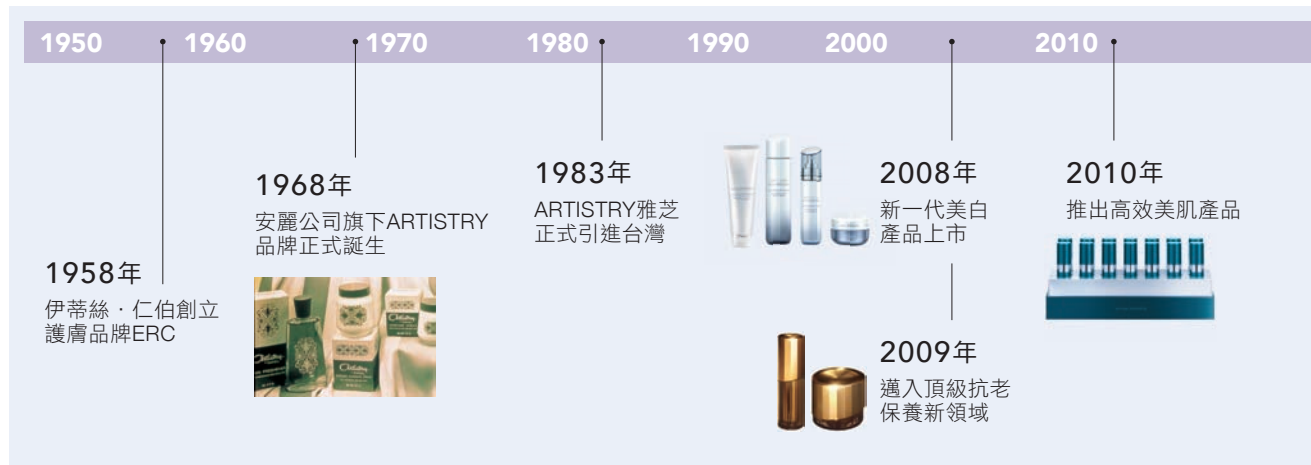 1950 1960 1970 1980 1990 2000 2010
1958年
伊蒂絲．仁伯創立
護膚品牌ERC
1968年
安麗公司旗下ARTISTRY
品牌正式誕生
Artistry
Artistry
1983年
ARTISTRY雅芝
正式引進台灣
2008年
新一代美白
產品上市
2009年
邁入頂級抗老
保養新領域
2010年
推出高效美肌產品